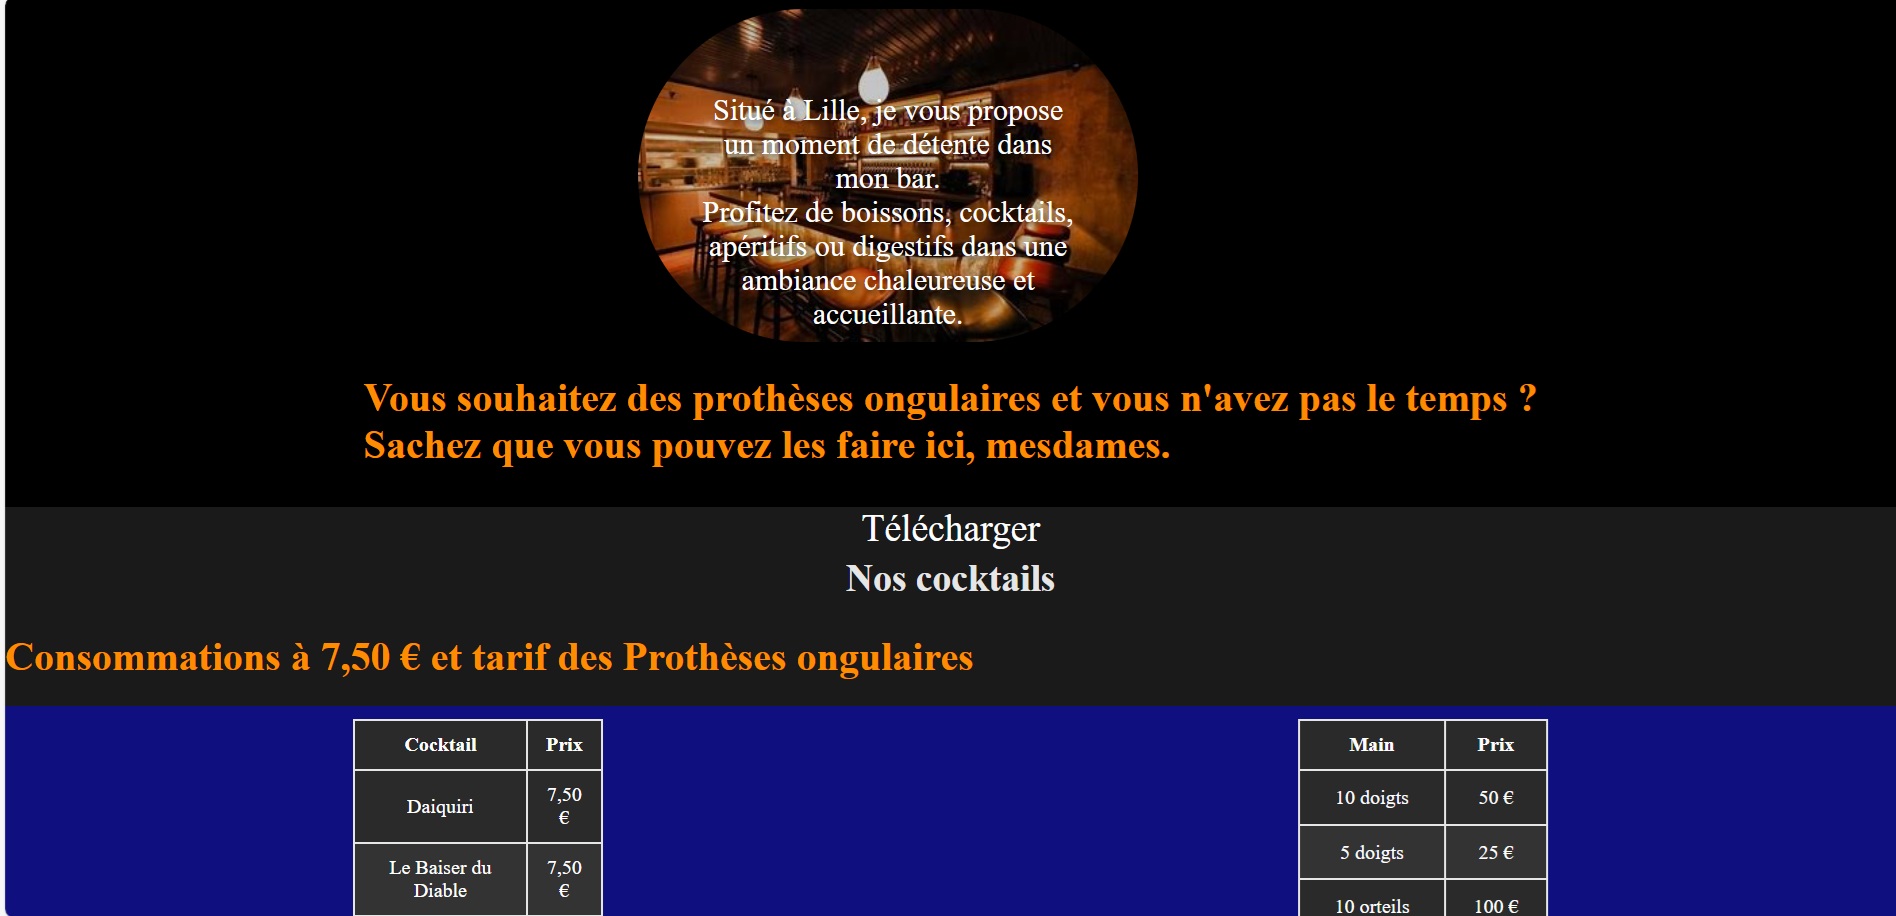 Situé à Lille, je vous propose
un moment de détente dans
mon bar.
Profitez de boissons, cocktails,
apéritifs ou digestifs dans une
ambiance chaleureuse et
accueillante.
Vous souhaitez des prothèses ongulaires et vous n'avez pas le temps ?
Sachez que vous pouvez les faire ici, mesdames.
Télécharger
Nos cocktails
Consommations à 7,50 € et tarif des Prothèses ongulaires
Cocktail Prix
Daiquiri 7,50
€
Le Baiser du 7,50
Diable €
Main Prix
10 doigts 50 €
5 doigts 25 €
10 orteils 100 €